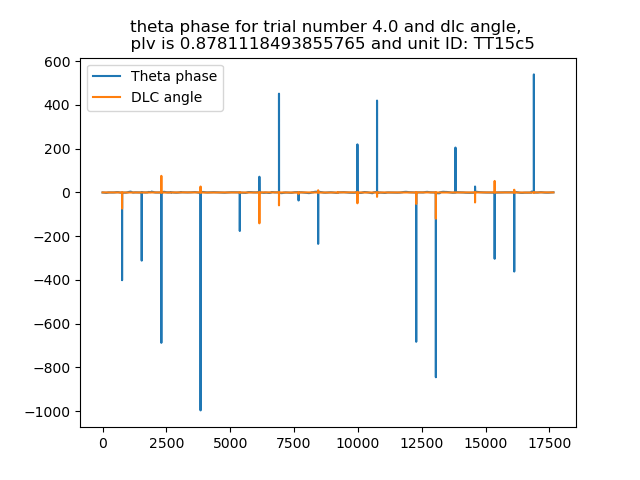 theta phase for trial number 4.0 and dlc angle,
plv is 0.8781118493855765 and unit ID: TT15c5
Theta phase
DLC angle
600
400
200
0
−200
−400
−600
−800
−1000
0 2500 5000 7500 10000 12500 15000 17500